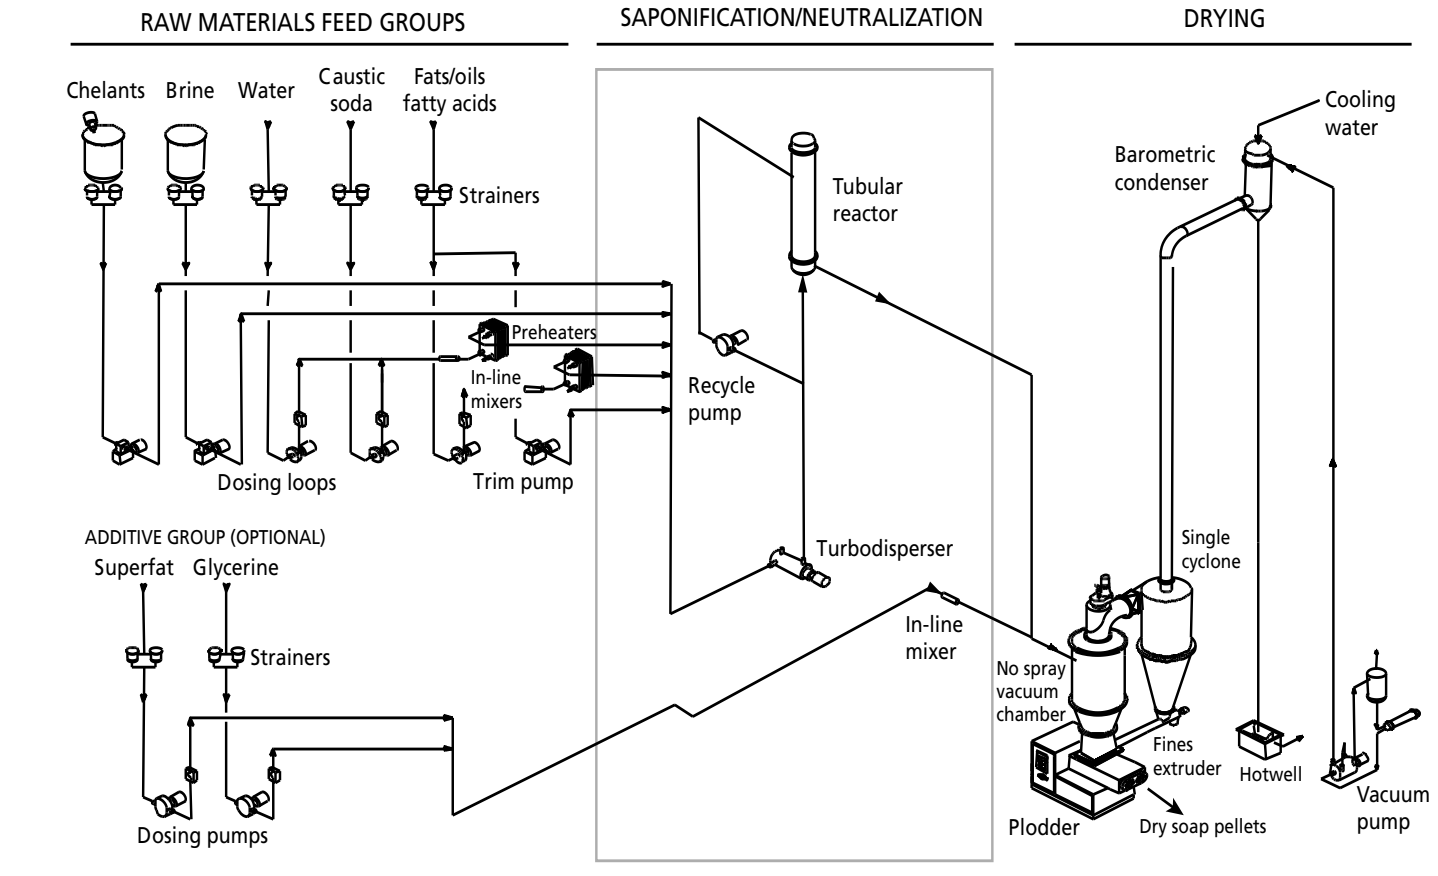 RAW MATERIALS FEED GROUPS
SAPONIFICATION/NEUTRALIZATION
DRYING
Chelants
Brine
Water
Caustic
soda
Fats/oils
fatty acids
Strainers
Preheaters
In-line
mixers
Dosing loops
Trim pump
ADDITIVE GROUP (OPTIONAL)
Superfat
Glycerine
Strainers
Dosing pumps
Tubular
reactor
Recycle
pump
Turbodisperser
In-line
mixer
Cooling
water
Barometric
condenser
Single
cyclone
No spray
vacuum
chamber
Fines
extruder
Hotwell
Vacuum
pump
Plodder
Dry soap pellets